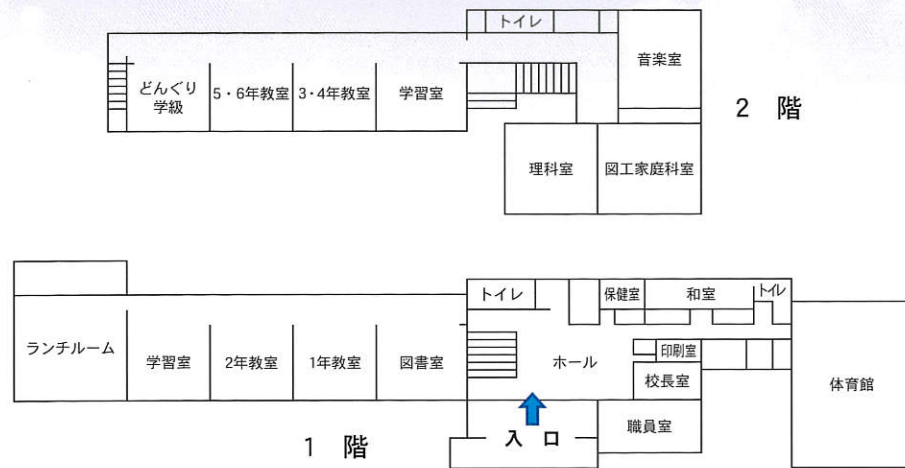 トイレ
音楽室
どんぐり
学級
5・6年教室
3・4年教室
学習室
2 階
理科室
図工家庭科室
トイレ
保健室
和室
トイレ
ランチルーム
学習室
2年教室
1年教室
図書室
ホール
印刷室
校長室
体育館
職員室
入 口
1 階